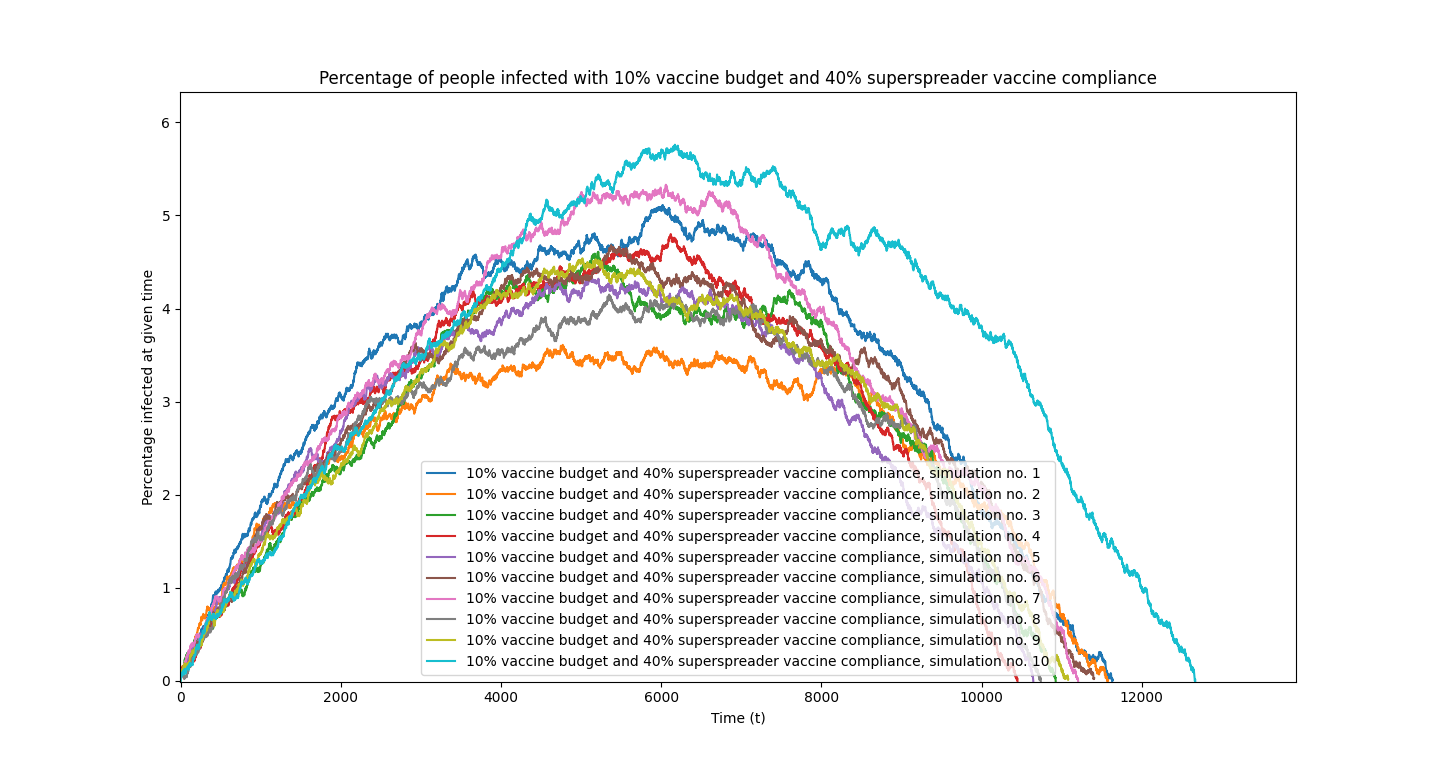 Percentage of people infected with 10% vaccine budget and 40% superspreader vaccine compliance
Percentage infected at given time
6
5
4
3
2
1
0
10% vaccine budget and 40% superspreader vaccine compliance, simulation no. 1
10% vaccine budget and 40% superspreader vaccine compliance, simulation no. 2
10% vaccine budget and 40% superspreader vaccine compliance, simulation no. 3
10% vaccine budget and 40% superspreader vaccine compliance, simulation no. 4
10% vaccine budget and 40% superspreader vaccine compliance, simulation no. 5
10% vaccine budget and 40% superspreader vaccine compliance, simulation no. 6
10% vaccine budget and 40% superspreader vaccine compliance, simulation no. 7
10% vaccine budget and 40% superspreader vaccine compliance, simulation no. 8
10% vaccine budget and 40% superspreader vaccine compliance, simulation no. 9
10% vaccine budget and 40% superspreader vaccine compliance, simulation no. 10
0 2000 4000 6000 8000 10000 12000
Time (t)